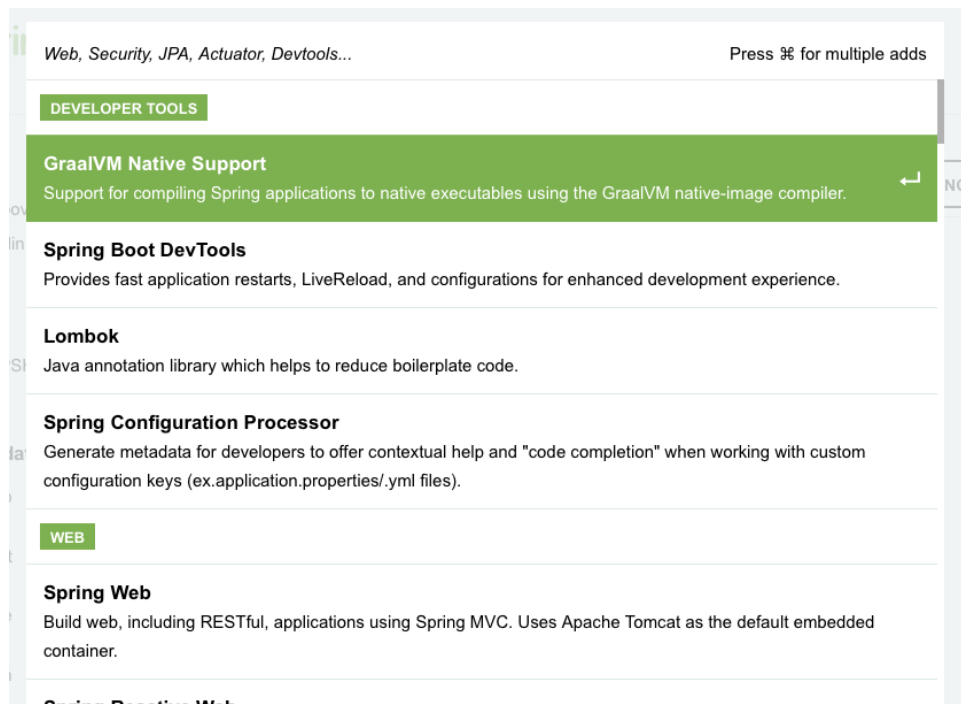 Web, Security, JPA, Actuator, Devtools...
Press ⌘ for multiple adds
DEVELOPER TOOLS
GraalVM Native Support
Support for compiling Spring applications to native executables using the GraalVM native-image compiler.
Spring Boot DevTools
Provides fast application restarts, LiveReload, and configurations for enhanced development experience.
Lombok
Java annotation library which helps to reduce boilerplate code.
Spring Configuration Processor
Generate metadata for developers to offer contextual help and "code completion" when working with custom
configuration keys (ex.application.properties/.yml files).
WEB
Spring Web
Build web, including RESTful, applications using Spring MVC. Uses Apache Tomcat as the default embedded
container.